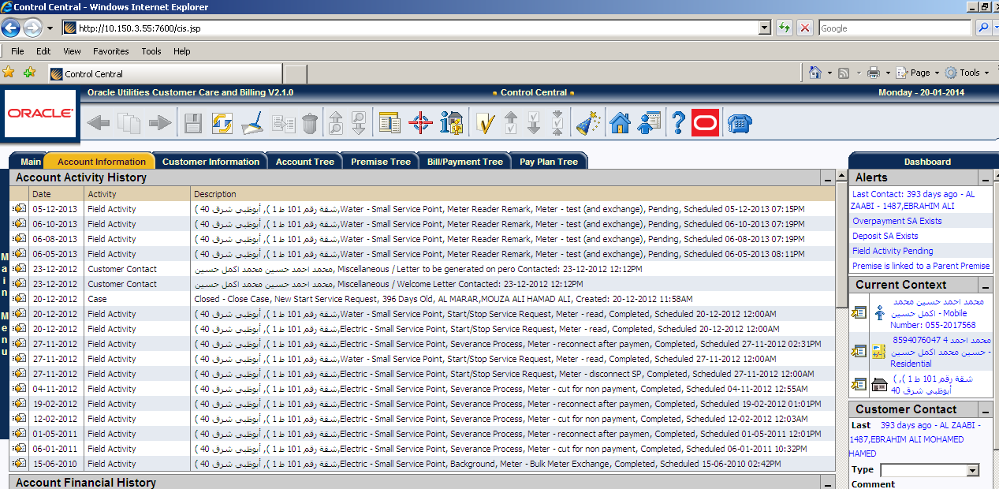 Control Central - Windows Internet Explorer
http://10.150.3.55:7600/cis.jsp
Google
File Edit View Favorites Tools Help
Control Central
Page Tools
Oracle Utilities Customer Care and Billing V2.1.0
Control Central
Monday - 20-01-2014
ORACLE
Main Account Information Customer Information Account Tree Premise Tree Bill/Payment Tree Pay Plan Tree
Main Menu
Account Activity History
Date Activity Description
05-12-2013 Field Activity ( 40 شقة رقم 101 ط 1 ), أبوظبي شرف,Water - Small Service Point, Meter Reader Remark, Meter - test (and exchange), Pending, Scheduled 05-12-2013 07:15PM
06-10-2013 Field Activity ( 40 شقة رقم 101 ط 1 ), أبوظبي شرف,Water - Small Service Point, Meter Reader Remark, Meter - test (and exchange), Pending, Scheduled 06-10-2013 07:19PM
06-08-2013 Field Activity ( 40 شقة رقم 101 ط 1 ), أبوظبي شرف,Water - Small Service Point, Meter Reader Remark, Meter - test (and exchange), Pending, Scheduled 06-08-2013 07:19PM
06-05-2013 Field Activity ( 40 شقة رقم 101 ط 1 ), أبوظبي شرف,Water - Small Service Point, Meter Reader Remark, Meter - test (and exchange), Pending, Scheduled 06-05-2013 08:11PM
23-12-2012 Customer Contact محمد احمد حسين محمد اكمل حسين, Miscellaneous / Letter to be generated on pero Contacted: 23-12-2012 12:12PM
23-12-2012 Customer Contact محمد احمد حسين محمد اكمل حسين, Miscellaneous / Welcome Letter Contacted: 23-12-2012 12:12PM
20-12-2012 Case Closed - Close Case, New Start Service Request, 396 Days Old, AL MARAR,MOUZA ALI HAMAD ALI, Created: 20-12-2012 11:58AM
20-12-2012 Field Activity ( 40 شقة رقم 101 ط 1 ), أبوظبي شرف,Water - Small Service Point, Start/Stop Service Request, Meter - read, Completed, Scheduled 20-12-2012 12:00AM
20-12-2012 Field Activity ( 40 شقة رقم 101 ط 1 ), أبوظبي شرف,Electric - Small Service Point, Start/Stop Service Request, Meter - read, Completed, Scheduled 20-12-2012 12:00AM
27-11-2012 Field Activity ( 40 شقة رقم 101 ط 1 ), أبوظبي شرف,Electric - Small Service Point, Severance Process, Meter - reconnect after paymen, Completed, Scheduled 27-11-2012 02:31PM
27-11-2012 Field Activity ( 40 شقة رقم 101 ط 1 ), أبوظبي شرف,Water - Small Service Point, Start/Stop Service Request, Meter - read, Completed, Scheduled 27-11-2012 12:00AM
27-11-2012 Field Activity ( 40 شقة رقم 101 ط 1 ), أبوظبي شرف,Electric - Small Service Point, Start/Stop Service Request, Meter - disconnect SP, Completed, Scheduled 27-11-2012 12:00AM
04-11-2012 Field Activity ( 40 شقة رقم 101 ط 1 ), أبوظبي شرف,Electric - Small Service Point, Severance Process, Meter - cut for non payment, Completed, Scheduled 04-11-2012 12:55AM
19-02-2012 Field Activity ( 40 شقة رقم 101 ط 1 ), أبوظبي شرف,Electric - Small Service Point, Severance Process, Meter - reconnect after paymen, Completed, Scheduled 19-02-2012 01:01PM
12-02-2012 Field Activity ( 40 شقة رقم 101 ط 1 ), أبوظبي شرف,Electric - Small Service Point, Severance Process, Meter - cut for non payment, Completed, Scheduled 12-02-2012 12:03AM
01-05-2011 Field Activity ( 40 شقة رقم 101 ط 1 ), أبوظبي شرف,Electric - Small Service Point, Severance Process, Meter - reconnect after paymen, Completed, Scheduled 01-05-2011 12:01PM
06-01-2011 Field Activity ( 40 شقة رقم 101 ط 1 ), أبوظبي شرف,Electric - Small Service Point, Severance Process, Meter - cut for non payment, Completed, Scheduled 06-01-2011 10:32PM
15-06-2010 Field Activity ( 40 شقة رقم 101 ط 1 ), أبوظبي شرف,Electric - Small Service Point, Background, Meter - Bulk Meter Exchange, Completed, Scheduled 15-06-2010 02:42PM
Account Financial History
Dashboard
Alerts
Last Contact: 393 days ago - AL
ZAABI - 1487,EBRAHIM ALI
Overpayment SA Exists
Deposit SA Exists
Field Activity Pending
Premise is linked to a Parent Premise
Current Context
محمد احمد حسين محمد
اكمل حسين - Mobile
Number: 055-2017568
8594076047 4 محمد احمد
حسين محمد اكمل حسين -
Residential
شقة رقم 101 ط 1 ), (
أبوظبي شرف 40
Customer Contact
Last 393 days ago - AL ZAABI -
1487,EBRAHIM ALI MOHAMED
HAMED
Type
Comment